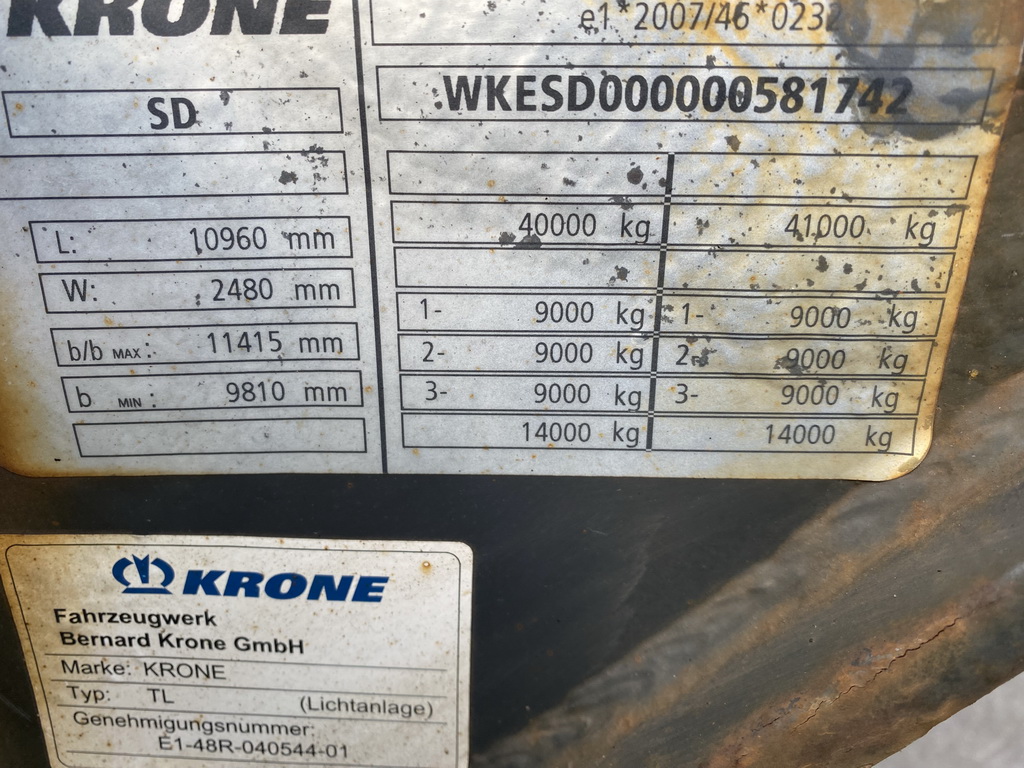 KRONE
e1*2007/46*0232
SD
WKESD000000581742
L: 10960 mm
W: 2480 mm
b/b MAX: 11415 mm
b MIN: 9810 mm
40000 kg 41000 kg
1- 9000 kg 1- 9000 kg
2- 9000 kg 2- 9000 kg
3- 9000 kg 3- 9000 kg
14000 kg 14000 kg
KRONE
Fahrzeugwerk
Bernard Krone GmbH
Marke: KRONE
Typ: TL (Lichtanlage)
Genehmigungsnummer:
E1-48R-040544-01